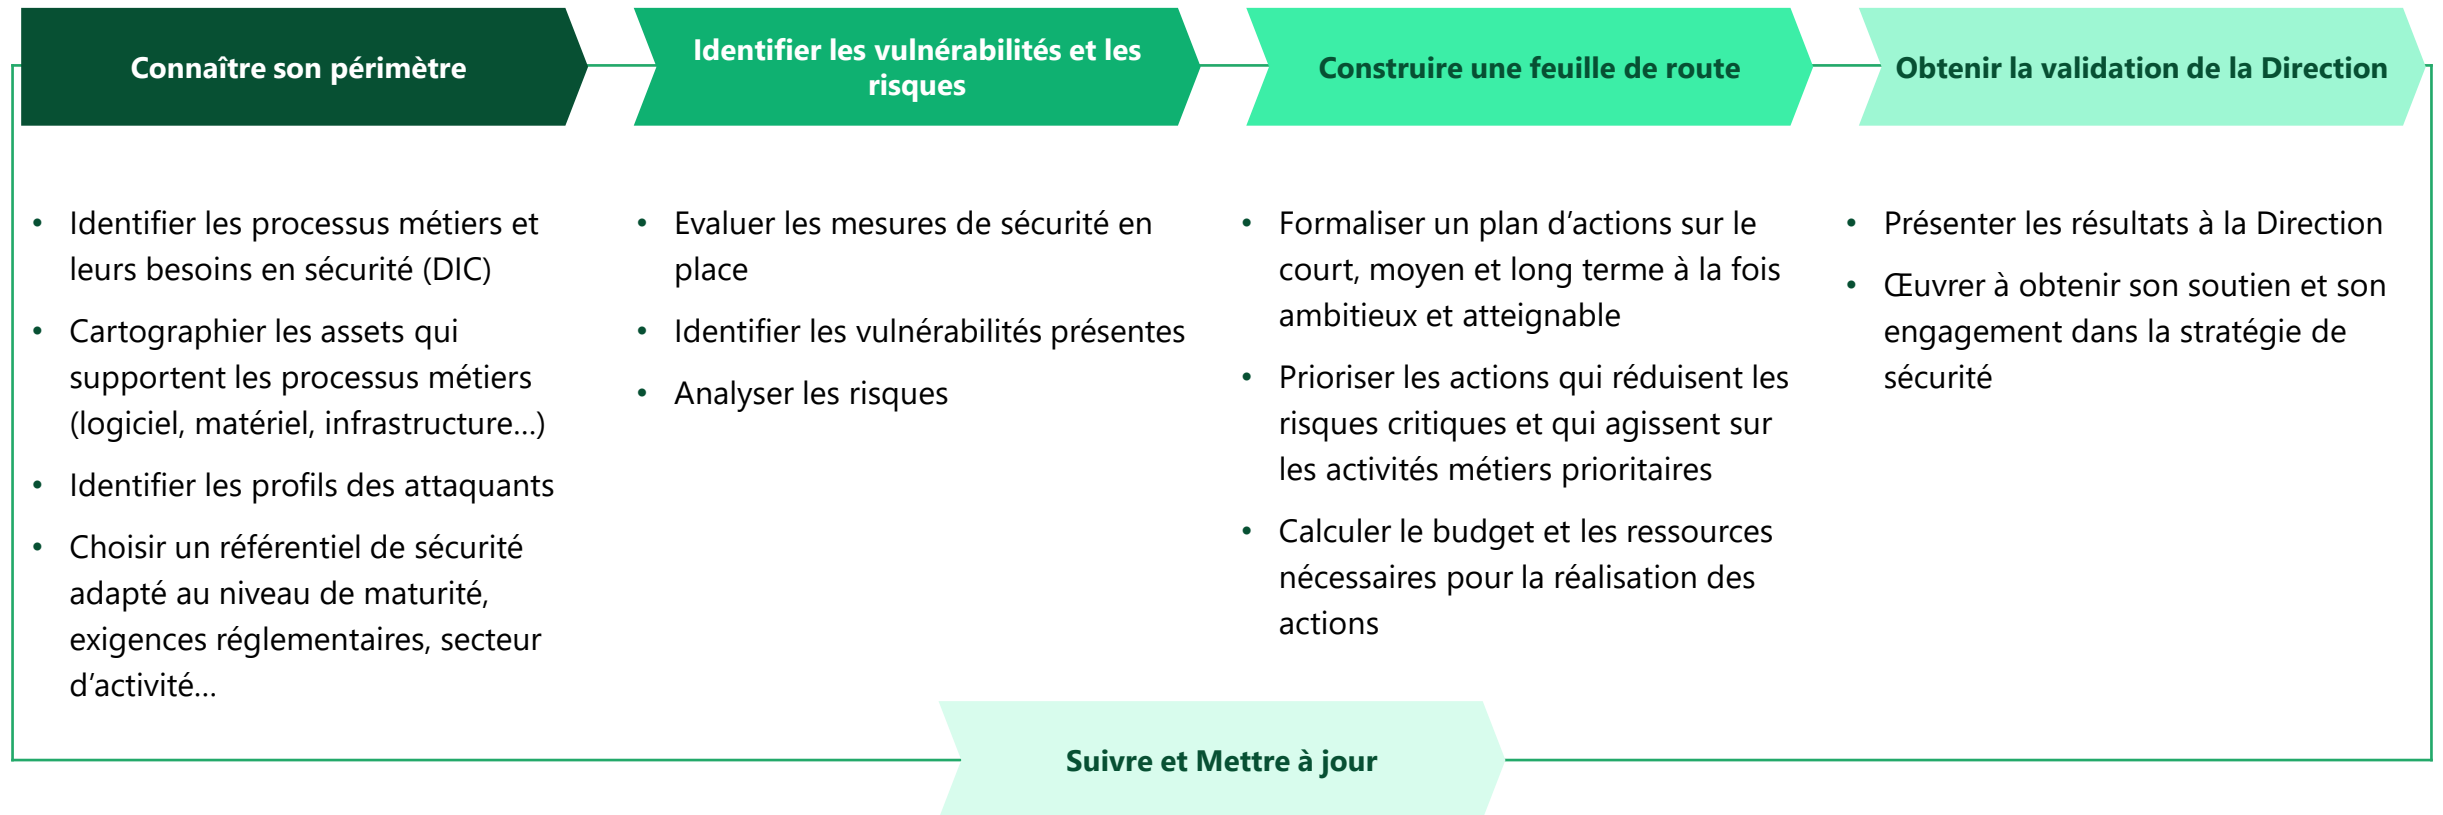 Connaître son périmètre
Identifier les vulnérabilités et les
risques
Construire une feuille de route
Obtenir la validation de la Direction
• Identifier les processus métiers et
leurs besoins en sécurité (DIC)
• Cartographier les assets qui
supportent les processus métiers
(logiciel, matériel, infrastructure…)
• Identifier les profils des attaquants
• Choisir un référentiel de sécurité
adapté au niveau de maturité,
exigences réglementaires, secteur
d’activité…
• Evaluer les mesures de sécurité en
place
• Identifier les vulnérabilités présentes
• Analyser les risques
• Formaliser un plan d’actions sur le
court, moyen et long terme à la fois
ambitieux et atteignable
• Prioriser les actions qui réduisent les
risques critiques et qui agissent sur
les activités métiers prioritaires
• Calculer le budget et les ressources
nécessaires pour la réalisation des
actions
• Présenter les résultats à la Direction
• Œuvrer à obtenir son soutien et son
engagement dans la stratégie de
sécurité
Suivre et Mettre à jour